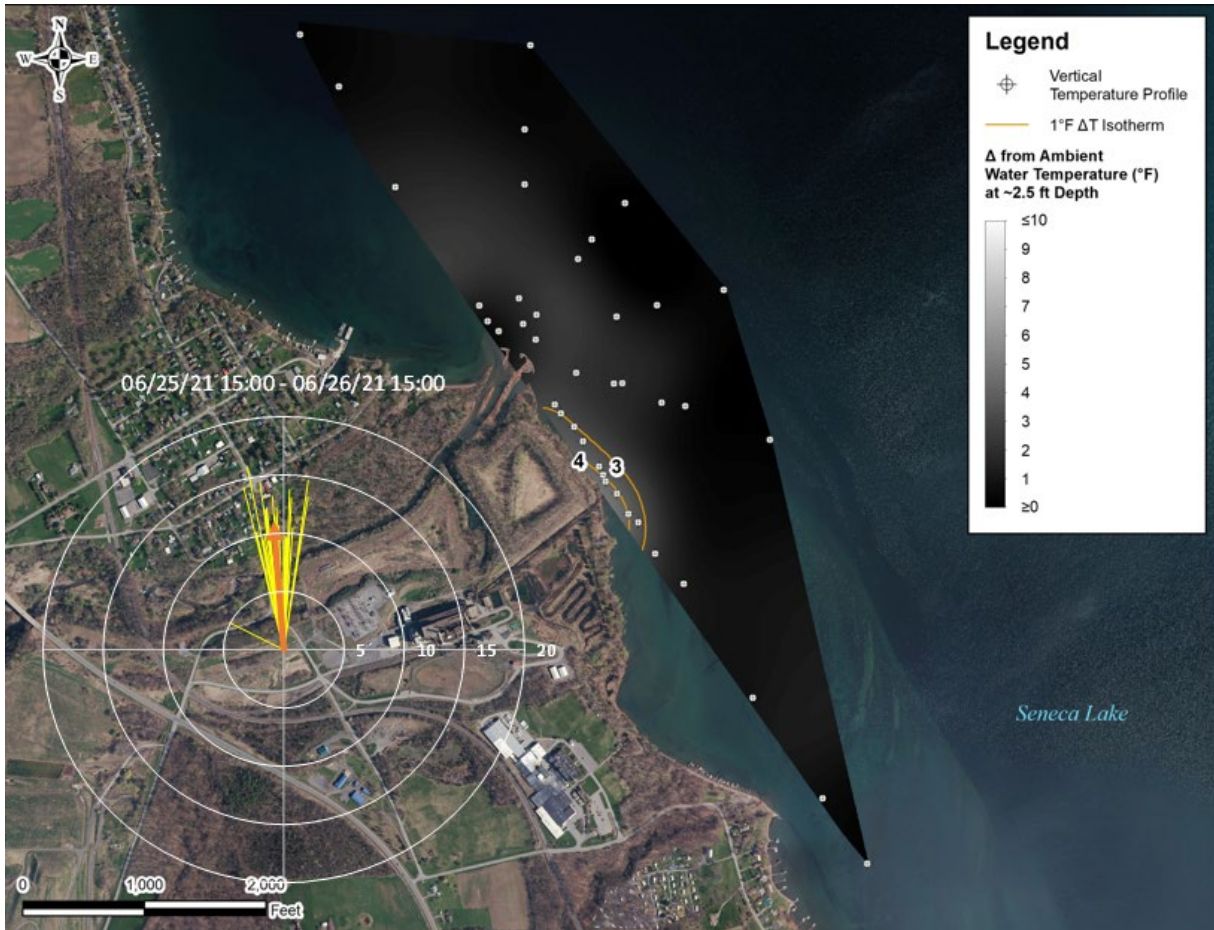 N
W E
S
Legend
Vertical
Temperature Profile
1°F ΔT Isotherm
Δ from Ambient
Water Temperature (°F)
at ~2.5 ft Depth
≤10
9
8
7
6
5
4
3
2
1
≥0
06/25/21 15:00 - 06/26/21 15:00
4 3
5 10 15 20
Seneca Lake
0 1,000 2,000
Feet